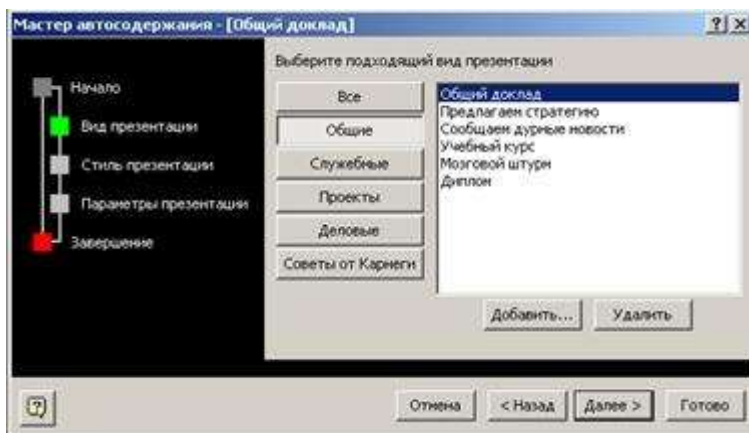 Мастер автосодержания - [Общий доклад]
Выберите подходящий вид презентации
Начало
Вид презентации
Стиль презентации
Параметры презентации
Завершение
Все
Общие
Служебные
Проекты
Деловые
Советы от Карнеги
Общий доклад
Предлагаем стратегию
Сообщаем дурные новости
Учебный курс
Мозговой штурм
Диплом
Добавить...
Удалить
Отмена
< Назад
Далее >
Готово